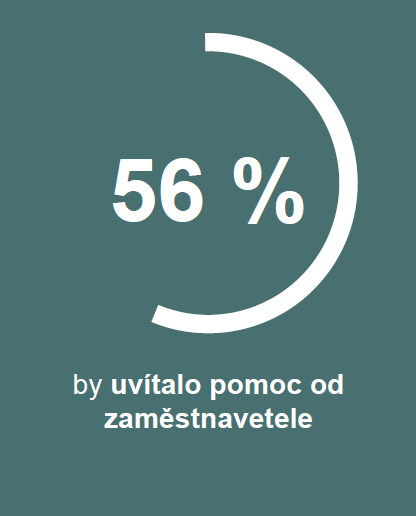 56 %
by uvítalo pomoc od
zaměstnavetele